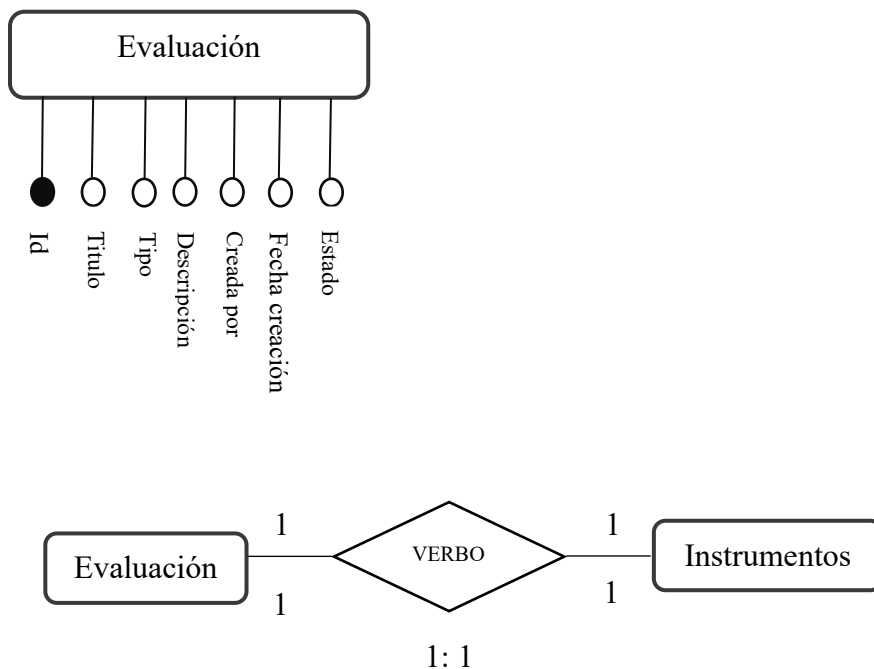 Evaluación
Id
Titulo
Tipo
Descripción
Creada por
Fecha creación
Estado
1
1
Evaluación
VERBO
Instrumentos
1
1
1: 1